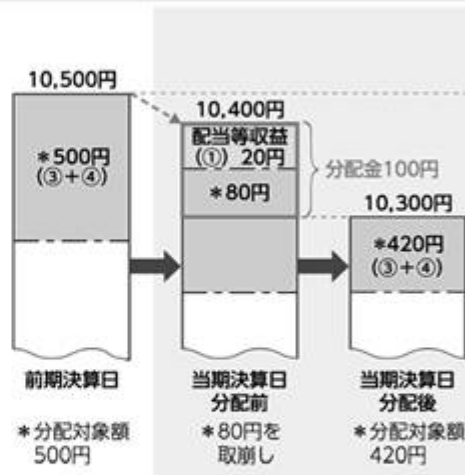 10,500円
*500円
(③+④)
前期決算日
*分配対象額
500円
10,400円
配当等収益
(①) 20円
*80円
分配金100円
当期決算日
分配前
*80円を
取崩し
10,300円
*420円
(③+④)
当期決算日
分配後
*分配対象額
420円